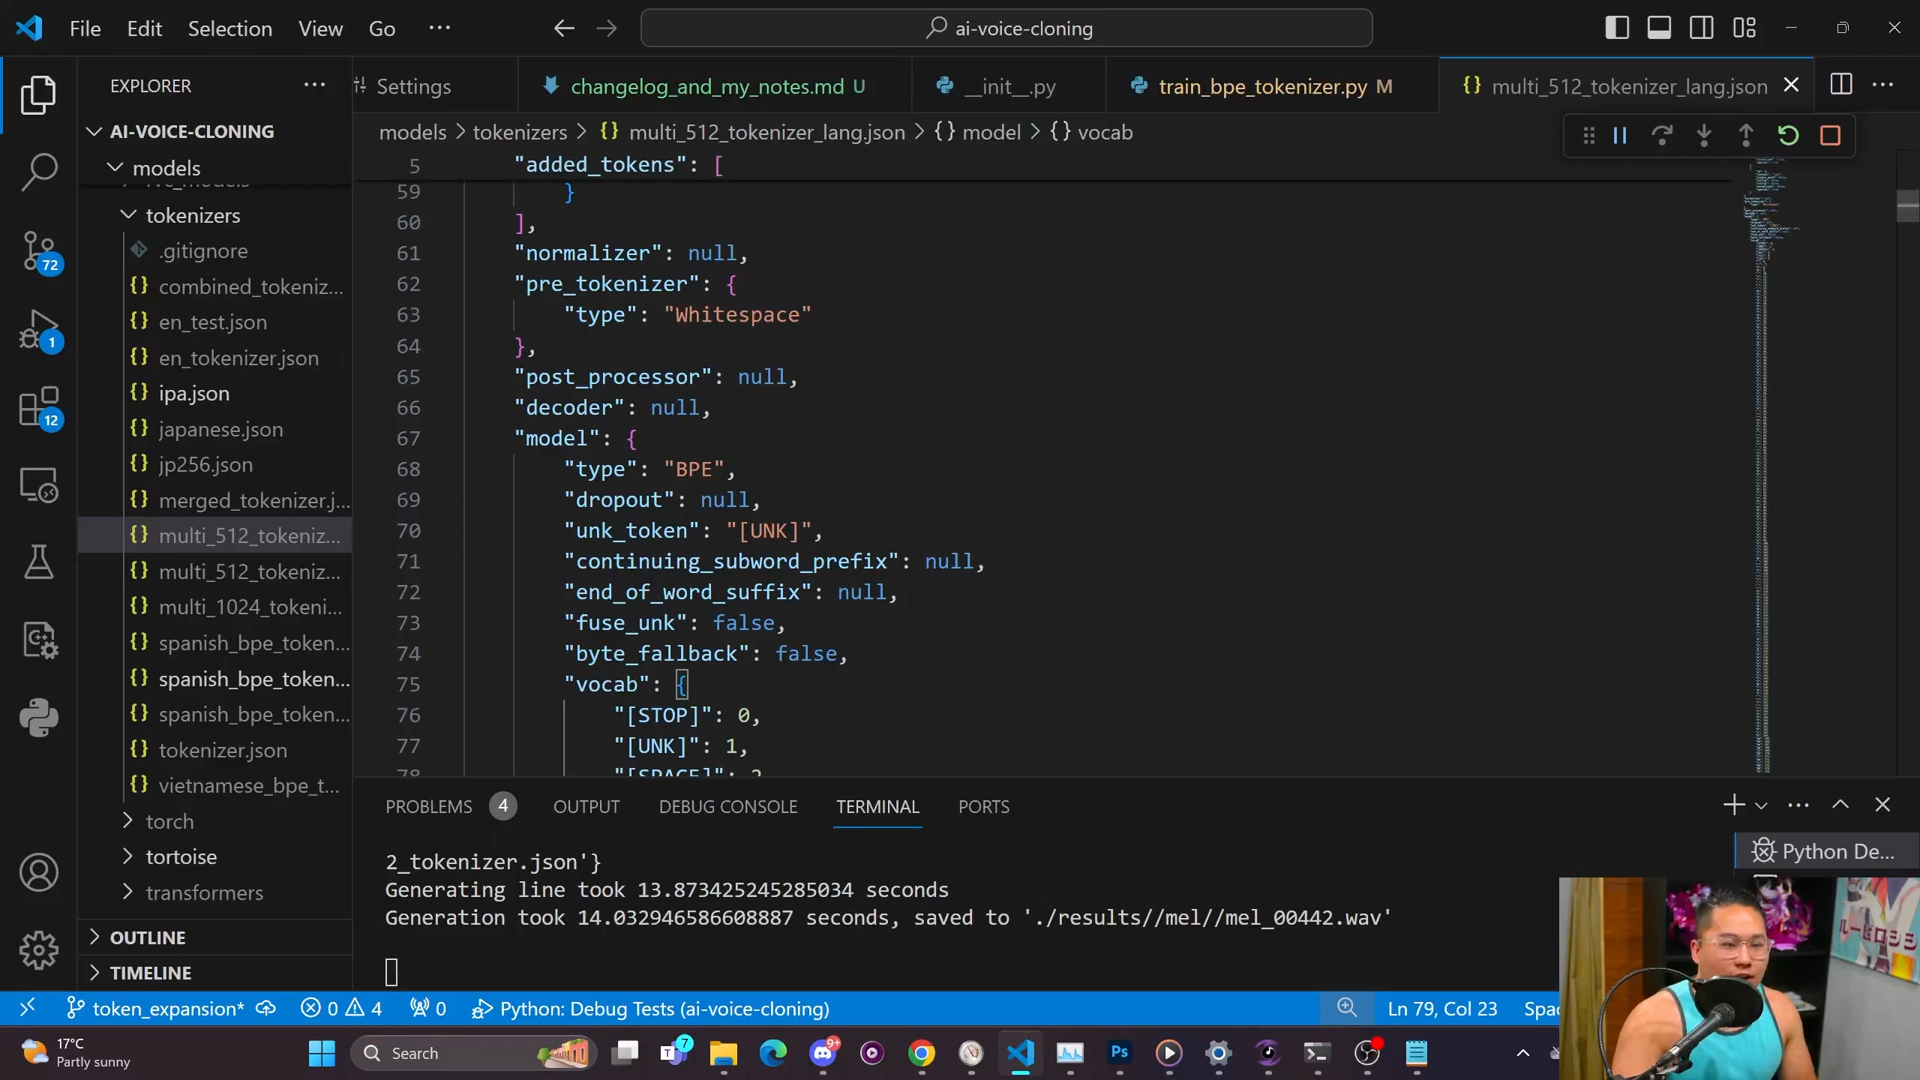 File Edit Selection View Go ···
ai-voice-cloning
EXPLORER ···
Settings
changelog_and_my_notes.md U
__init__.py
train_bpe_tokenizer.py M
{} multi_512_tokenizer_lang.json
AI-VOICE-CLONING
models > tokenizers > {} multi_512_tokenizer_lang.json > {} model > {} vocab
models
tokenizers
.gitignore
{} combined_tokeniz...
{} en_test.json
{} en_tokenizer.json
{} ipa.json
{} japanese.json
{} jp256.json
{} merged_tokenizer.j...
{} multi_512_tokeniz...
{} multi_512_tokeniz...
{} multi_1024_tokeni...
{} spanish_bpe_token...
{} spanish_bpe_token...
{} spanish_bpe_token...
{} tokenizer.json
{} vietnamese_bpe_t...
torch
tortoise
transformers
OUTLINE
TIMELINE
72
1
12
5 "added_tokens": [
59 }
60 ],
61 "normalizer": null,
62 "pre_tokenizer": {
63 "type": "Whitespace"
64 },
65 "post_processor": null,
66 "decoder": null,
67 "model": {
68 "type": "BPE",
69 "dropout": null,
70 "unk_token": "[UNK]",
71 "continuing_subword_prefix": null,
72 "end_of_word_suffix": null,
73 "fuse_unk": false,
74 "byte_fallback": false,
75 "vocab": {
76 "[STOP]": 0,
77 "[UNK]": 1,
78 "[SPACE]": 2
PROBLEMS 4 OUTPUT DEBUG CONSOLE TERMINAL PORTS
Python De...
2_tokenizer.json'}
Generating line took 13.873425245285034 seconds
Generation took 14.032946586608887 seconds, saved to './results//mel//mel_00442.wav'
token_expansion* 0 4 0 Python: Debug Tests (ai-voice-cloning) Ln 79, Col 23
17°C
Partly sunny
Search
7
9+
Ps